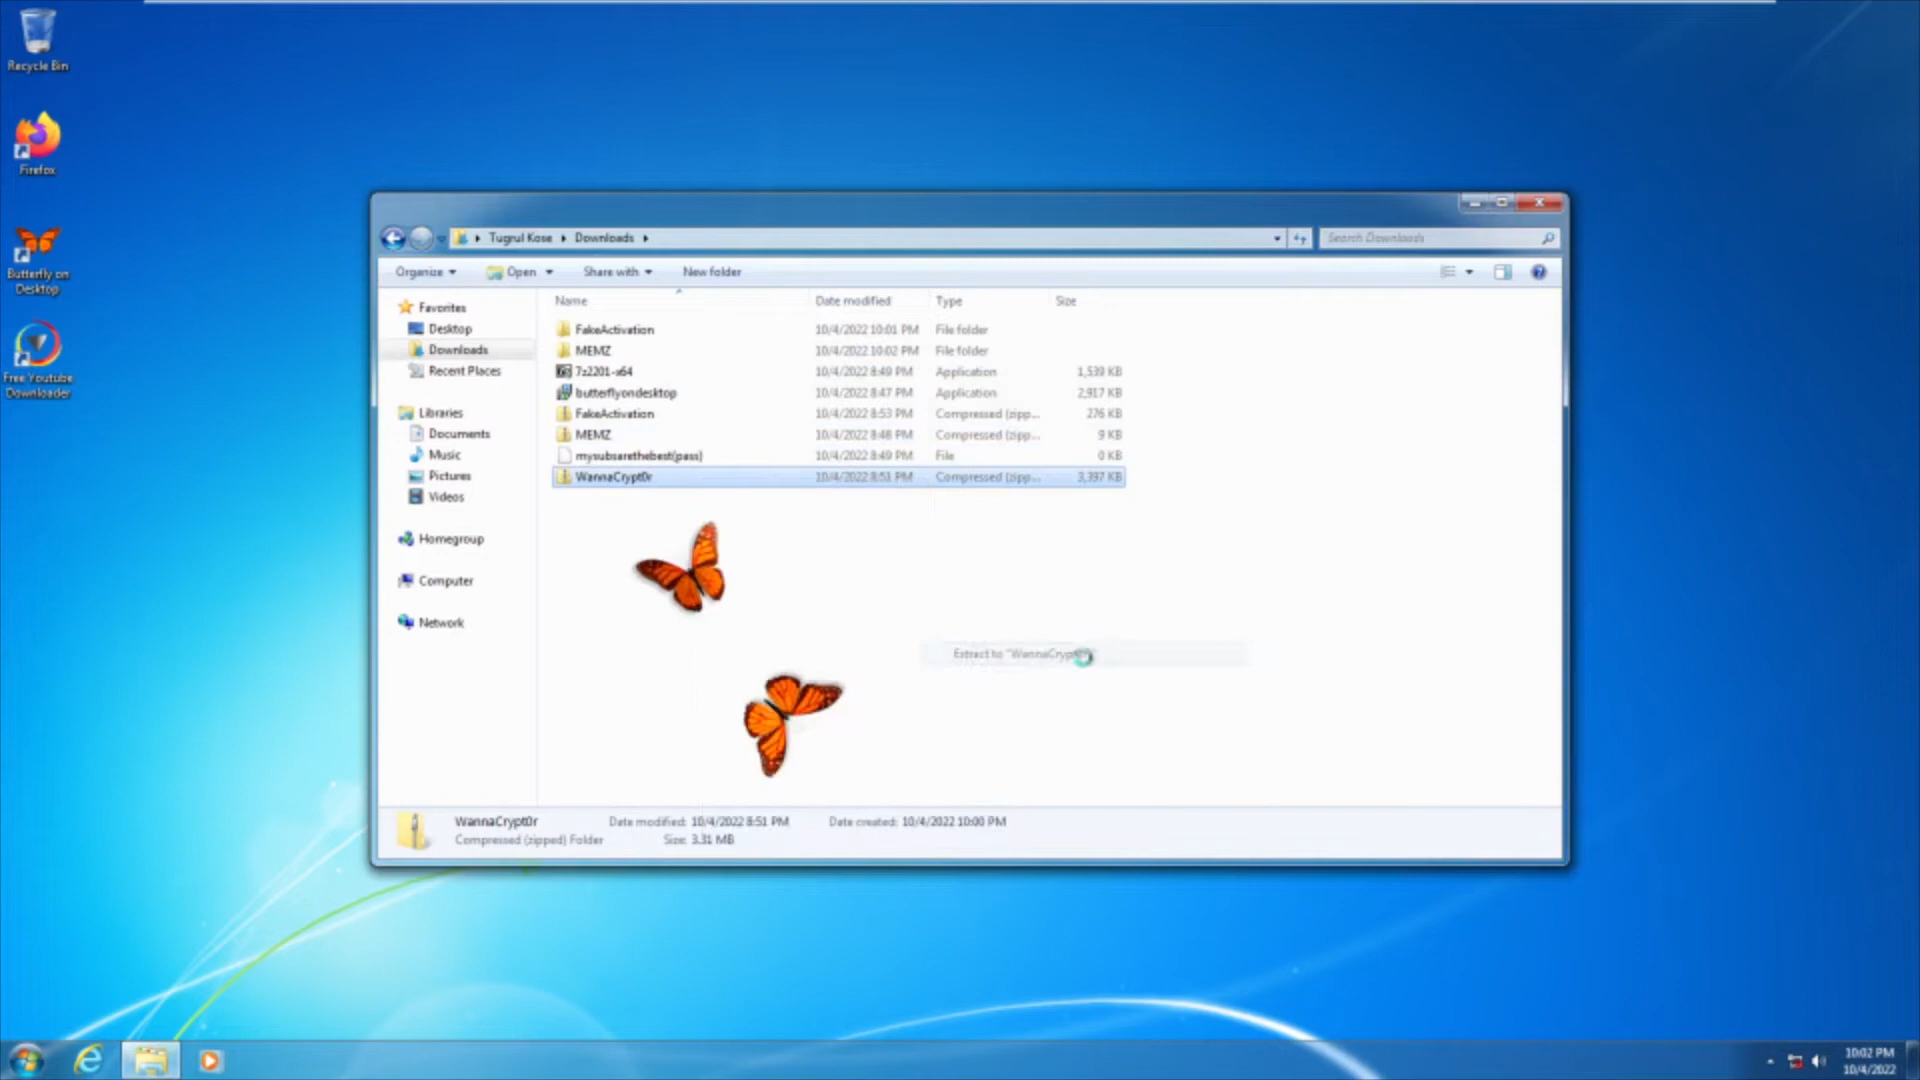 Recycle Bin
Firefox
Butterfly on
Desktop
Free Youtube
Downloader
Tugrul Kose
Downloads
Search Downloads
Organize
Open
Share with
New folder
Favorites
Desktop
Downloads
Recent Places
Libraries
Documents
Music
Pictures
Videos
Homegroup
Computer
Network
Name Date modified Type Size
FakeActivation 10/4/2022 10:01 PM File folder
MEMZ 10/4/2022 10:02 PM File folder
7z2201-x64 10/4/2022 8:49 PM Application 1,539 KB
butterflyondesktop 10/4/2022 8:47 PM Application 2,917 KB
FakeActivation 10/4/2022 8:53 PM Compressed (zipp... 276 KB
MEMZ 10/4/2022 8:48 PM Compressed (zipp... 9 KB
mysubsarethebest(pass) 10/4/2022 8:49 PM File 0 KB
WannaCrypt0r 10/4/2022 8:51 PM Compressed (zipp... 3,397 KB
Extract to "WannaCrypt
WannaCrypt0r Date modified: 10/4/2022 8:51 PM Date created: 10/4/2022 10:00 PM
Compressed (zipped) Folder Size: 3.31 MB
10:02 PM
10/4/2022